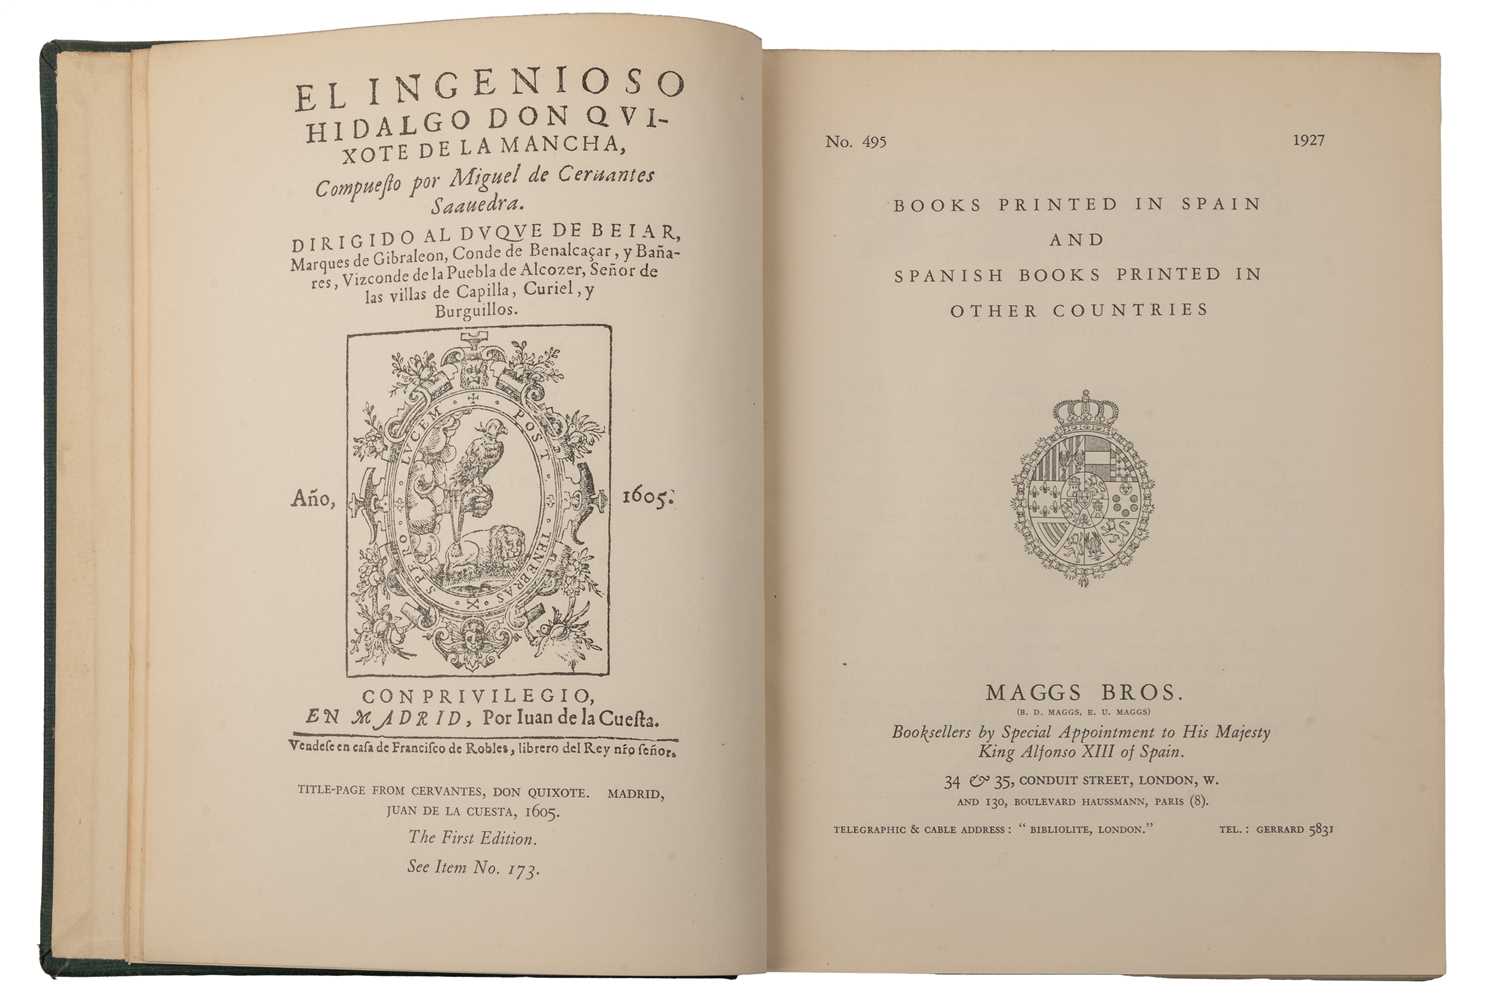 EL INGENIOSO
HIDALGO DON QVI-
XOTE DE LA MANCHA,
Compuesto por Miguel de Ceruantes
Saauedra.
DIRIGIDO AL DVQVE DE BEIAR,
Marques de Gibraleon, Conde de Benalcaçar, y Baña-
res, Vizconde de la Puebla de Alcozer, Señor de
las villas de Capilla, Curiel, y
Burguillos.
POST TENEBRAS SPERO LVCEM
Año, 1605.
CON PRIVILEGIO,
EN MADRID, Por Iuan de la Cuesta.
Vendese en casa de Francisco de Robles, librero del Rey nro señor.
TITLE-PAGE FROM CERVANTES, DON QUIXOTE. MADRID,
JUAN DE LA CUESTA, 1605.
The First Edition.
See Item No. 173.
No. 495 1927
BOOKS PRINTED IN SPAIN
AND
SPANISH BOOKS PRINTED IN
OTHER COUNTRIES
MAGGS BROS.
(B. D. MAGGS, E. U. MAGGS)
Booksellers by Special Appointment to His Majesty
King Alfonso XIII of Spain.
34 & 35, CONDUIT STREET, LONDON, W.
AND 130, BOULEVARD HAUSSMANN, PARIS (8).
TELEGRAPHIC & CABLE ADDRESS: "BIBLIOLITE, LONDON." TEL.: GERRARD 5831